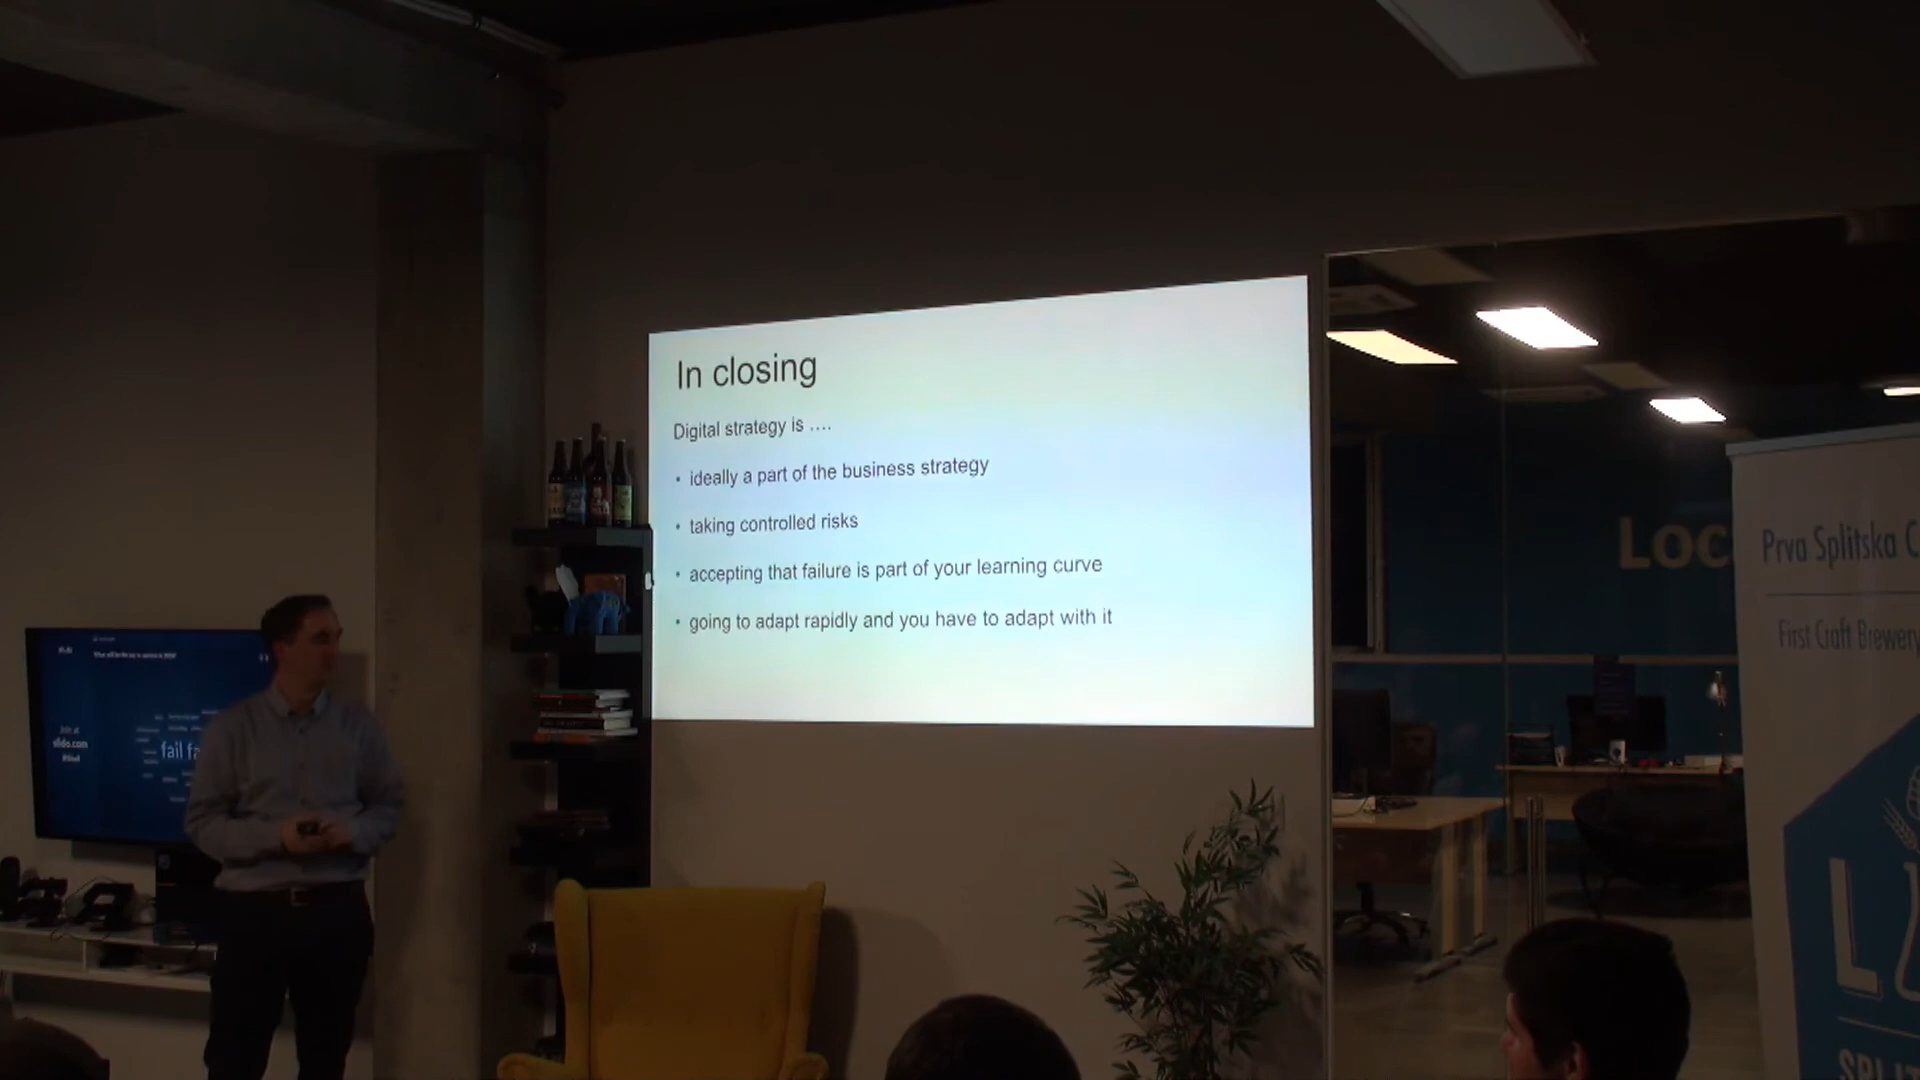 In closing
Digital strategy is ....
• ideally a part of the business strategy
• taking controlled risks
• accepting that failure is part of your learning curve
• going to adapt rapidly and you have to adapt with it
Join at
slido.com
fail fa
LOC
Prva Splitska C
First Craft Brewery
L
SPLIT